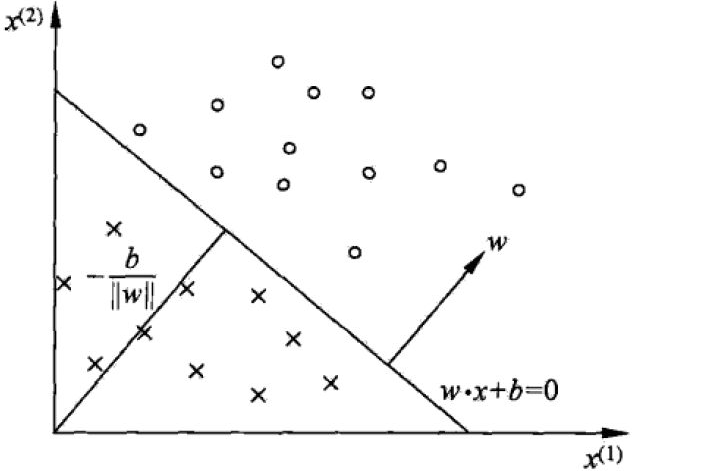 x⁽²⁾
w
−b/‖w‖
w·x+b=0
x⁽¹⁾